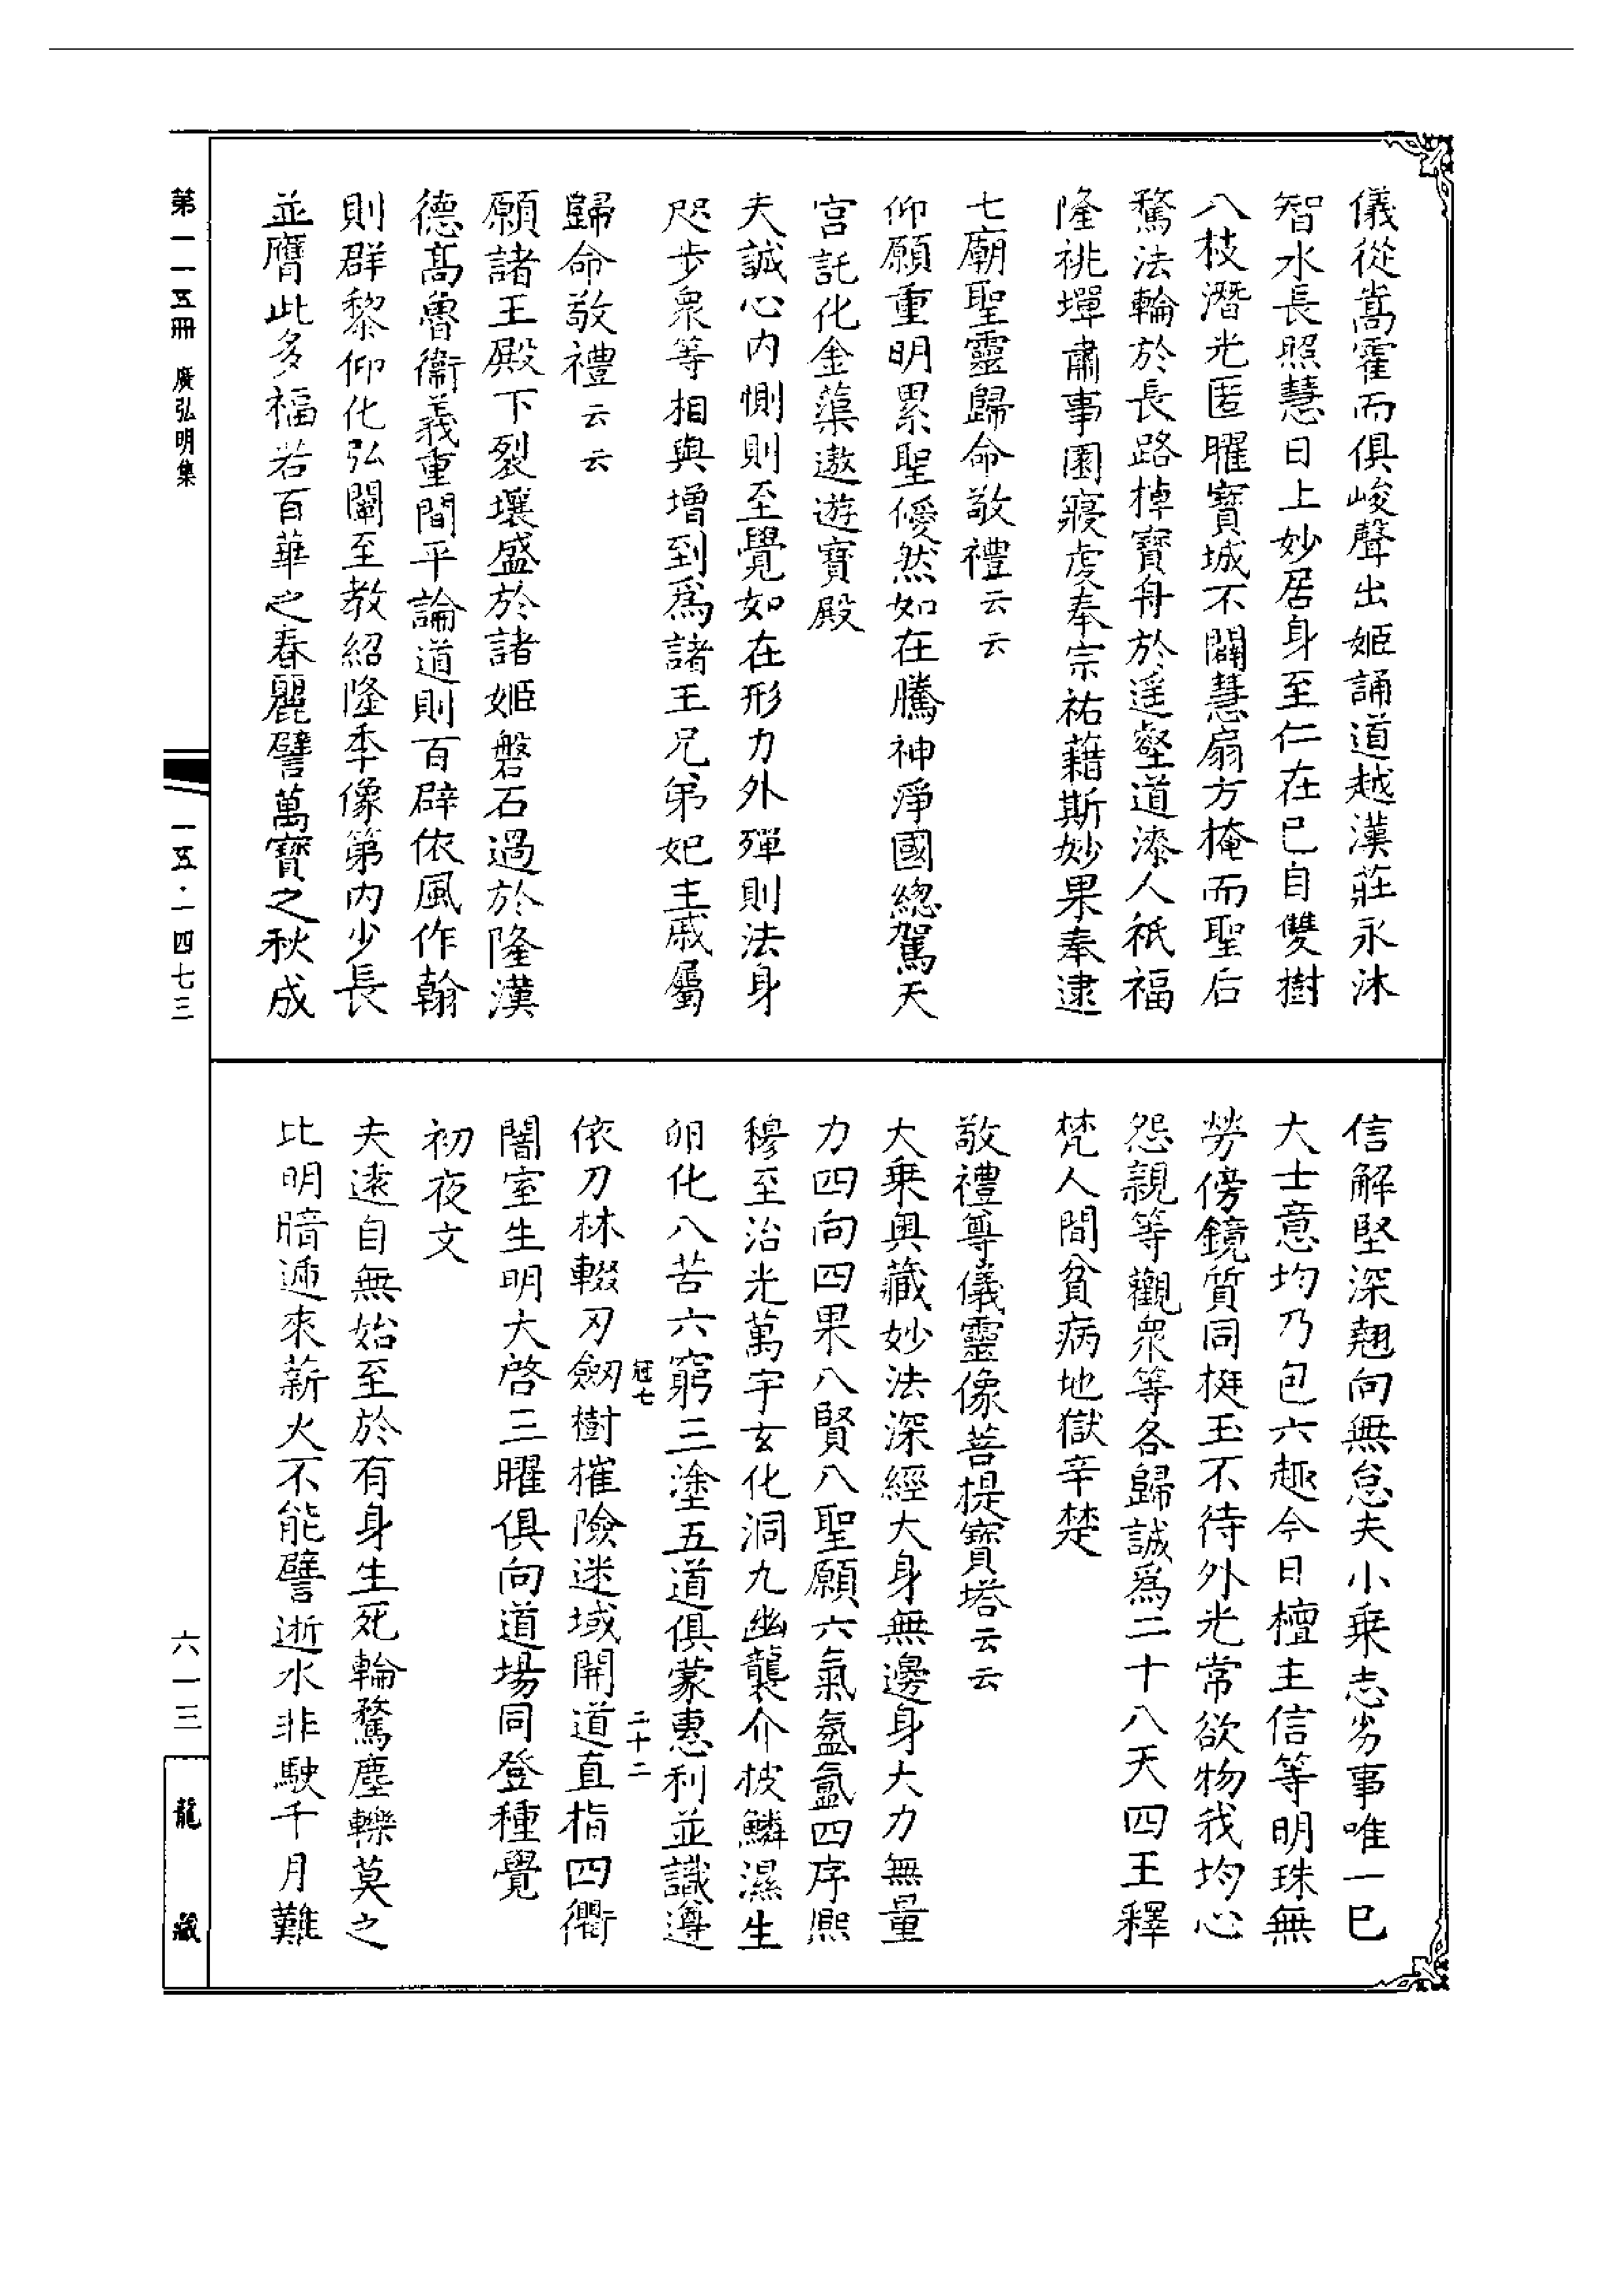 儀從嵩霍而俱峻聲出姬誦道越漢莊永沐
智水長照慧日上妙居身至仁在已自雙樹
八枝潛光匿曜寶城不闢慧扇方掩而聖后
騖法輪於長路棹寶舟於遥壑道溱人祇福
隆祧墠肅事園寢虔奉宗祐藉斯妙果奉逮
七廟聖靈歸命敬禮云云
仰願重明累聖優然如在騰神淨國總駕天
宮託化金蕖遨遊寶殿
夫誠心內惻則至覺如在形力外殫則法身
咫步衆等相與增到爲諸王兄弟妃主戚屬
歸命敬禮云云
願諸王殿下裂壤盛於諸姬磐石過於隆漢
德髙魯衞義重間平論道則百辟依風作翰
則群黎仰化弘闡至教紹隆季像第內少長
並膺此多福若百華之春麗譬萬寶之秋成
信解堅深翹向無怠夫小乘志劣事唯一已
大士意均乃包六趣今日檀主信等明珠無
勞傍鏡質同梃玉不待外光常欲物我均心
怨親等觀衆等各歸誠爲二十八天四王釋
梵人間貧病地獄辛楚
敬禮尊儀靈像菩提寶塔云云
大乘奥藏妙法深經大身無邊身大力無量
力四向四果八賢八聖願六氣氤氳四序熙
穆至治光萬宇玄化洞九幽襲介披鱗濕生
卵化八苦六窮三塗五道俱蒙惠利並識遵
依刀林輟刃劒樹摧險迷域開道直指四衢
冠七
二十二
闇室生明大啓三曜俱向道場同登種覺
初夜文
夫遠自無始至於有身生死輪騖塵轢莫之
比明暗遞來薪火不能譬逝水非駛千月難
第一一五冊 廣弘明集
一五·一四七三
六一三
龍藏